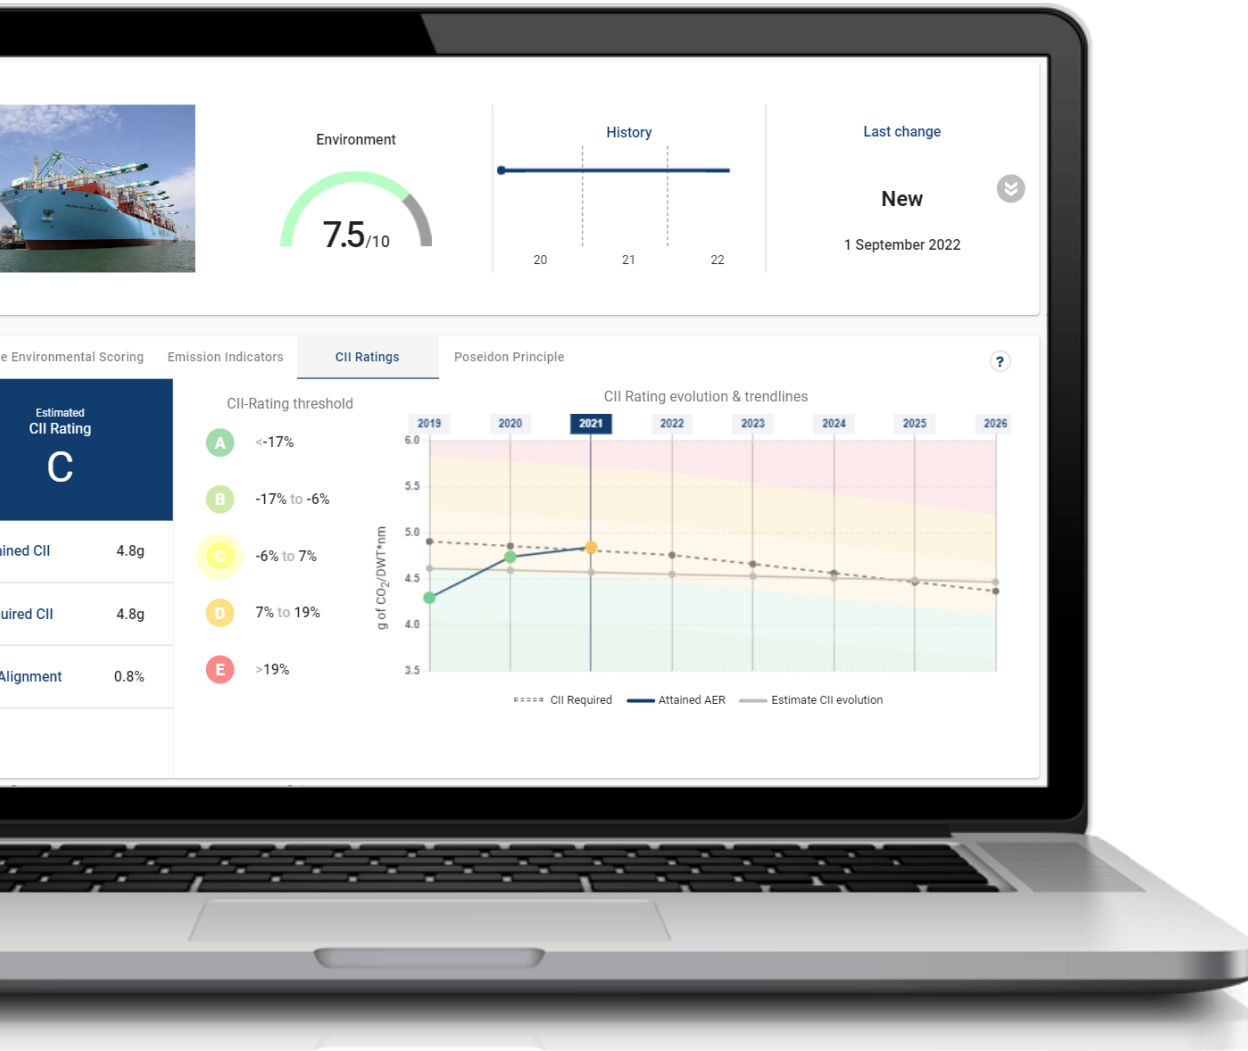 Environment
7.5/10
History
20 21 22
Last change
New
1 September 2022
e Environmental Scoring Emission Indicators CII Ratings Poseidon Principle
?
Estimated
CII Rating
C
ained CII 4.8g
uired CII 4.8g
Alignment 0.8%
CII-Rating threshold
A <-17%
B -17% to -6%
C -6% to 7%
D 7% to 19%
E >19%
CII Rating evolution & trendlines
2019 2020 2021 2022 2023 2024 2025 2026
6.0
5.5
5.0
4.5
4.0
3.5
g of CO2/DWT*nm
CII Required Attained AER Estimate CII evolution